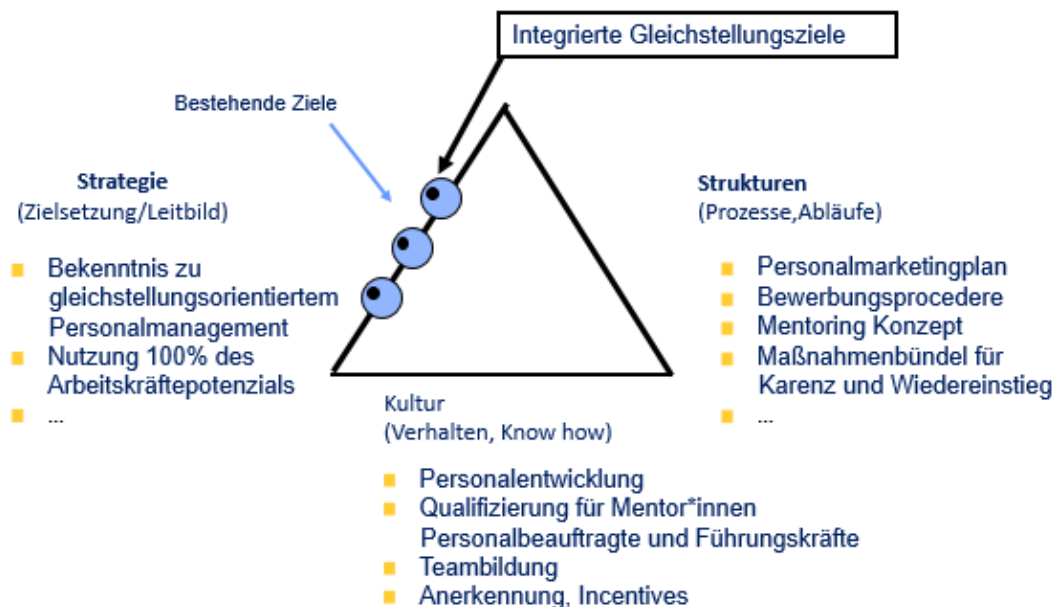 Integrierte Gleichstellungsziele
Bestehende Ziele
Strategie
(Zielsetzung/Leitbild)
Bekenntnis zu
gleichstellungsorientiertem
Personalmanagement
Nutzung 100% des
Arbeitskräftepotenzials
...
Strukturen
(Prozesse,Abläufe)
Personalmarketingplan
Bewerbungsprocedere
Mentoring Konzept
Maßnahmenbündel für
Karenz und Wiedereinstieg
...
Kultur
(Verhalten, Know how)
Personalentwicklung
Qualifizierung für Mentor*innen
Personalbeauftragte und Führungskräfte
Teambildung
Anerkennung, Incentives